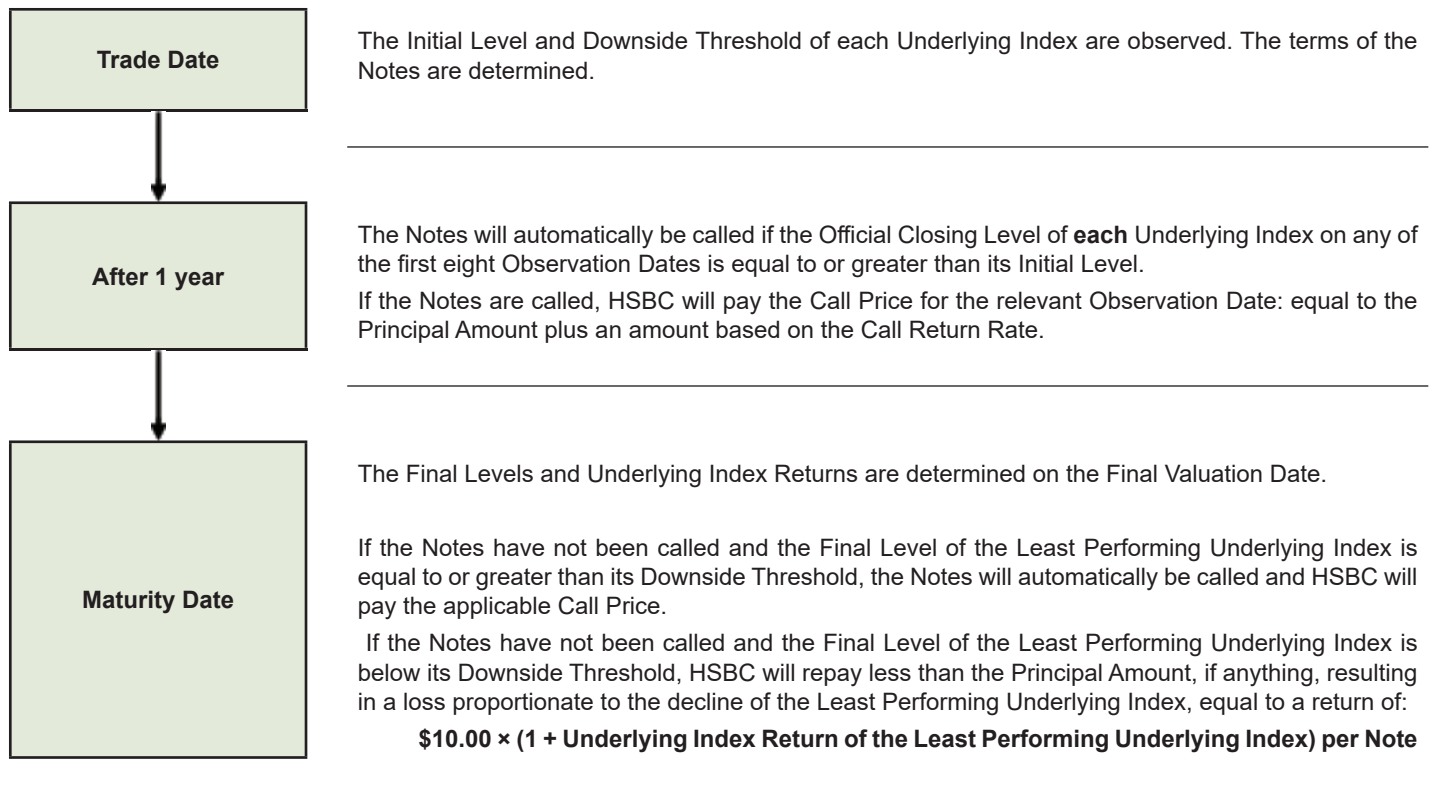 Trade Date
The Initial Level and Downside Threshold of each Underlying Index are observed. The terms of the
Notes are determined.
After 1 year
The Notes will automatically be called if the Official Closing Level of each Underlying Index on any of
the first eight Observation Dates is equal to or greater than its Initial Level.
If the Notes are called, HSBC will pay the Call Price for the relevant Observation Date: equal to the
Principal Amount plus an amount based on the Call Return Rate.
Maturity Date
The Final Levels and Underlying Index Returns are determined on the Final Valuation Date.
If the Notes have not been called and the Final Level of the Least Performing Underlying Index is
equal to or greater than its Downside Threshold, the Notes will automatically be called and HSBC will
pay the applicable Call Price.
If the Notes have not been called and the Final Level of the Least Performing Underlying Index is
below its Downside Threshold, HSBC will repay less than the Principal Amount, if anything, resulting
in a loss proportionate to the decline of the Least Performing Underlying Index, equal to a return of:
$10.00 × (1 + Underlying Index Return of the Least Performing Underlying Index) per Note